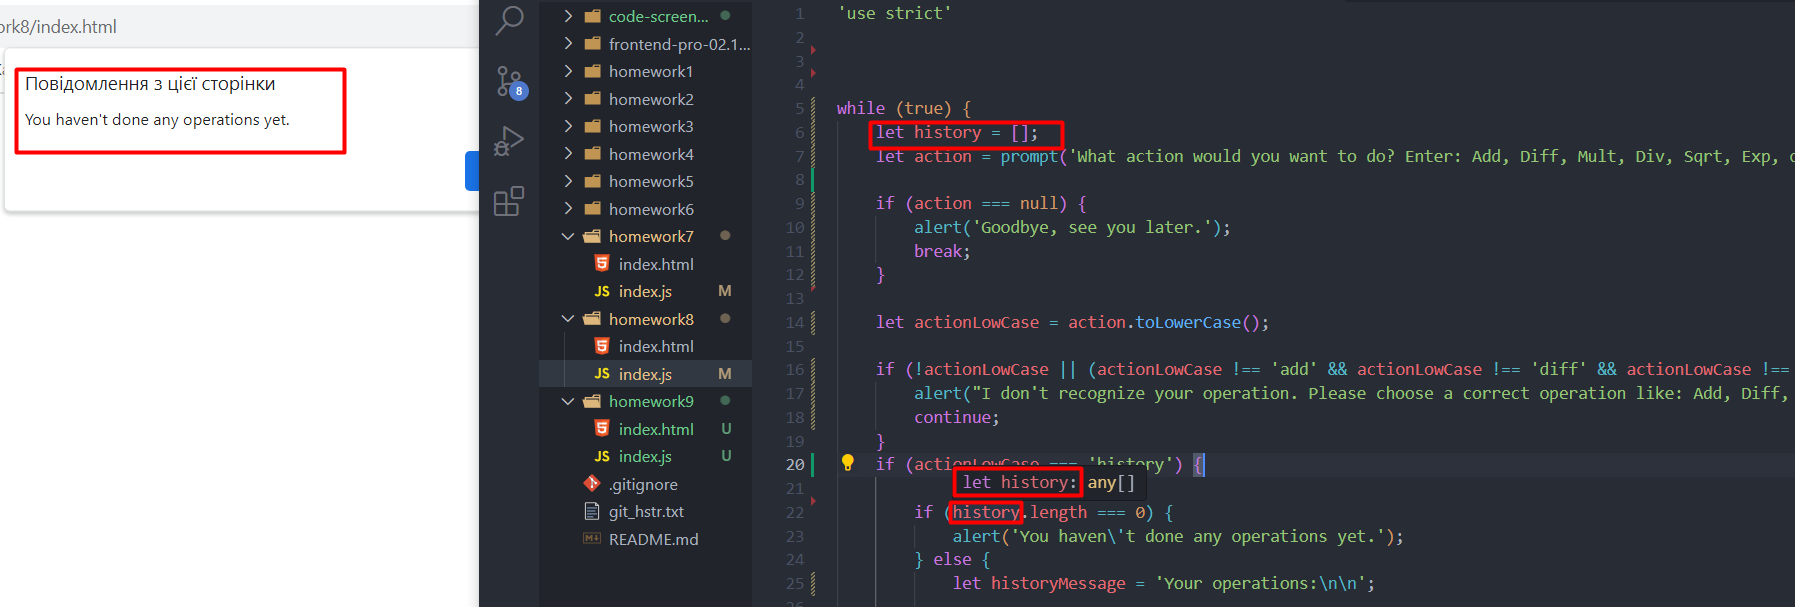 ork8/index.html
Повідомлення з цієї сторінки
You haven't done any operations yet.
8
code-screen...
frontend-pro-02.1...
homework1
homework2
homework3
homework4
homework5
homework6
homework7
index.html
JS index.js M
homework8
index.html
JS index.js M
homework9
index.html U
JS index.js U
.gitignore
git_hstr.txt
README.md
1 'use strict'
2
3
4
5 while (true) {
6 let history = [];
7 let action = prompt('What action would you want to do? Enter: Add, Diff, Mult, Div, Sqrt, Exp,
8
9 if (action === null) {
10 alert('Goodbye, see you later.');
11 break;
12 }
13
14 let actionLowCase = action.toLowerCase();
15
16 if (!actionLowCase || (actionLowCase !== 'add' && actionLowCase !== 'diff' && actionLowCase !==
17 alert("I don't recognize your operation. Please choose a correct operation like: Add, Diff,
18 continue;
19 }
20 if (actionLowCase === 'history') {
21 let history: any[]
22 if (history.length === 0) {
23 alert('You haven\'t done any operations yet.');
24 } else {
25 let historyMessage = 'Your operations:\n\n';